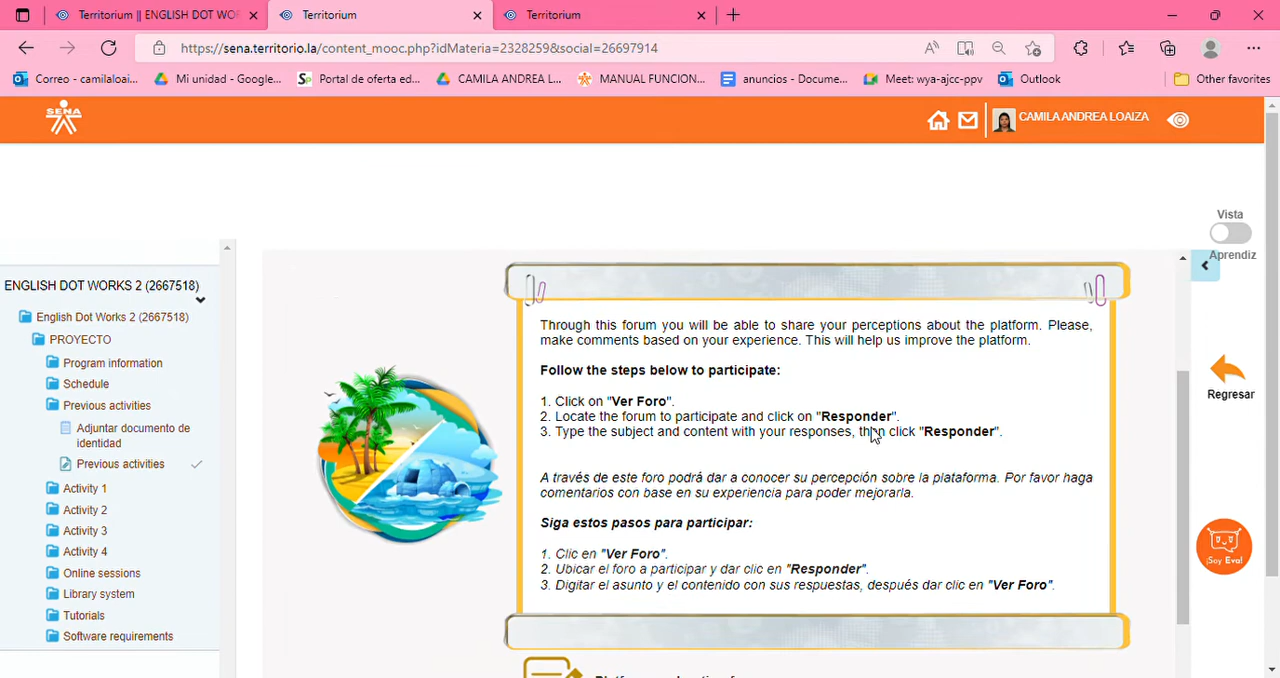 Territorium || ENGLISH DOT WO
Territorium
Territorium
https://sena.territorio.la/content_mooc.php?idMateria=2328259&social=26697914
Correo - camilaloai...
Mi unidad - Google...
Portal de oferta ed...
CAMILA ANDREA L...
MANUAL FUNCION...
anuncios - Docume...
Meet: wya-ajcc-ppv
Outlook
Other favorites
SENA
CAMILA ANDREA LOAIZA
Vista
Aprendiz
ENGLISH DOT WORKS 2 (2667518)
English Dot Works 2 (2667518)
PROYECTO
Program information
Schedule
Previous activities
Adjuntar documento de
identidad
Previous activities
Activity 1
Activity 2
Activity 3
Activity 4
Online sessions
Library system
Tutorials
Software requirements
Through this forum you will be able to share your perceptions about the platform. Please,
make comments based on your experience. This will help us improve the platform.
Follow the steps below to participate:
1. Click on "Ver Foro".
2. Locate the forum to participate and click on "Responder".
3. Type the subject and content with your responses, then click "Responder".
A través de este foro podrá dar a conocer su percepción sobre la plataforma. Por favor haga
comentarios con base en su experiencia para poder mejorarla.
Siga estos pasos para participar:
1. Clic en "Ver Foro".
2. Ubicar el foro a participar y dar clic en "Responder".
3. Digitar el asunto y el contenido con sus respuestas, después dar clic en "Ver Foro".
Regresar
¡Soy Eva!